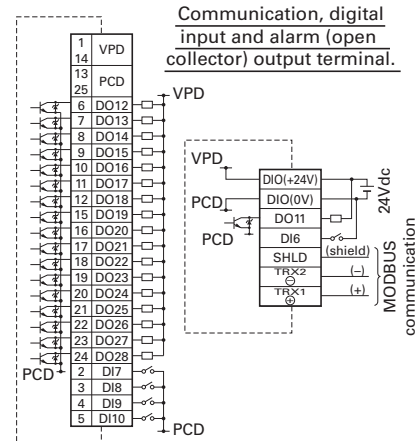 Communication, digital
input and alarm (open
collector) output terminal.
1
14
VPD
13
25
PCD
VPD
6 DO12
7 DO13
8 DO14
9 DO15
10 DO16
11 DO17
12 DO18
15 DO19
16 DO20
17 DO21
18 DO22
19 DO23
20 DO24
21 DO25
22 DO26
23 DO27
24 DO28
PCD
2 DI7
3 DI8
4 DI9
5 DI10
PCD
VPD
DIO(+24V)
PCD
DIO(0V)
24Vdc
DO11
PCD
DI6
SHLD (shield)
TRX2
⊖ (−)
TRX1
⊕ (+)
MODBUS
communication